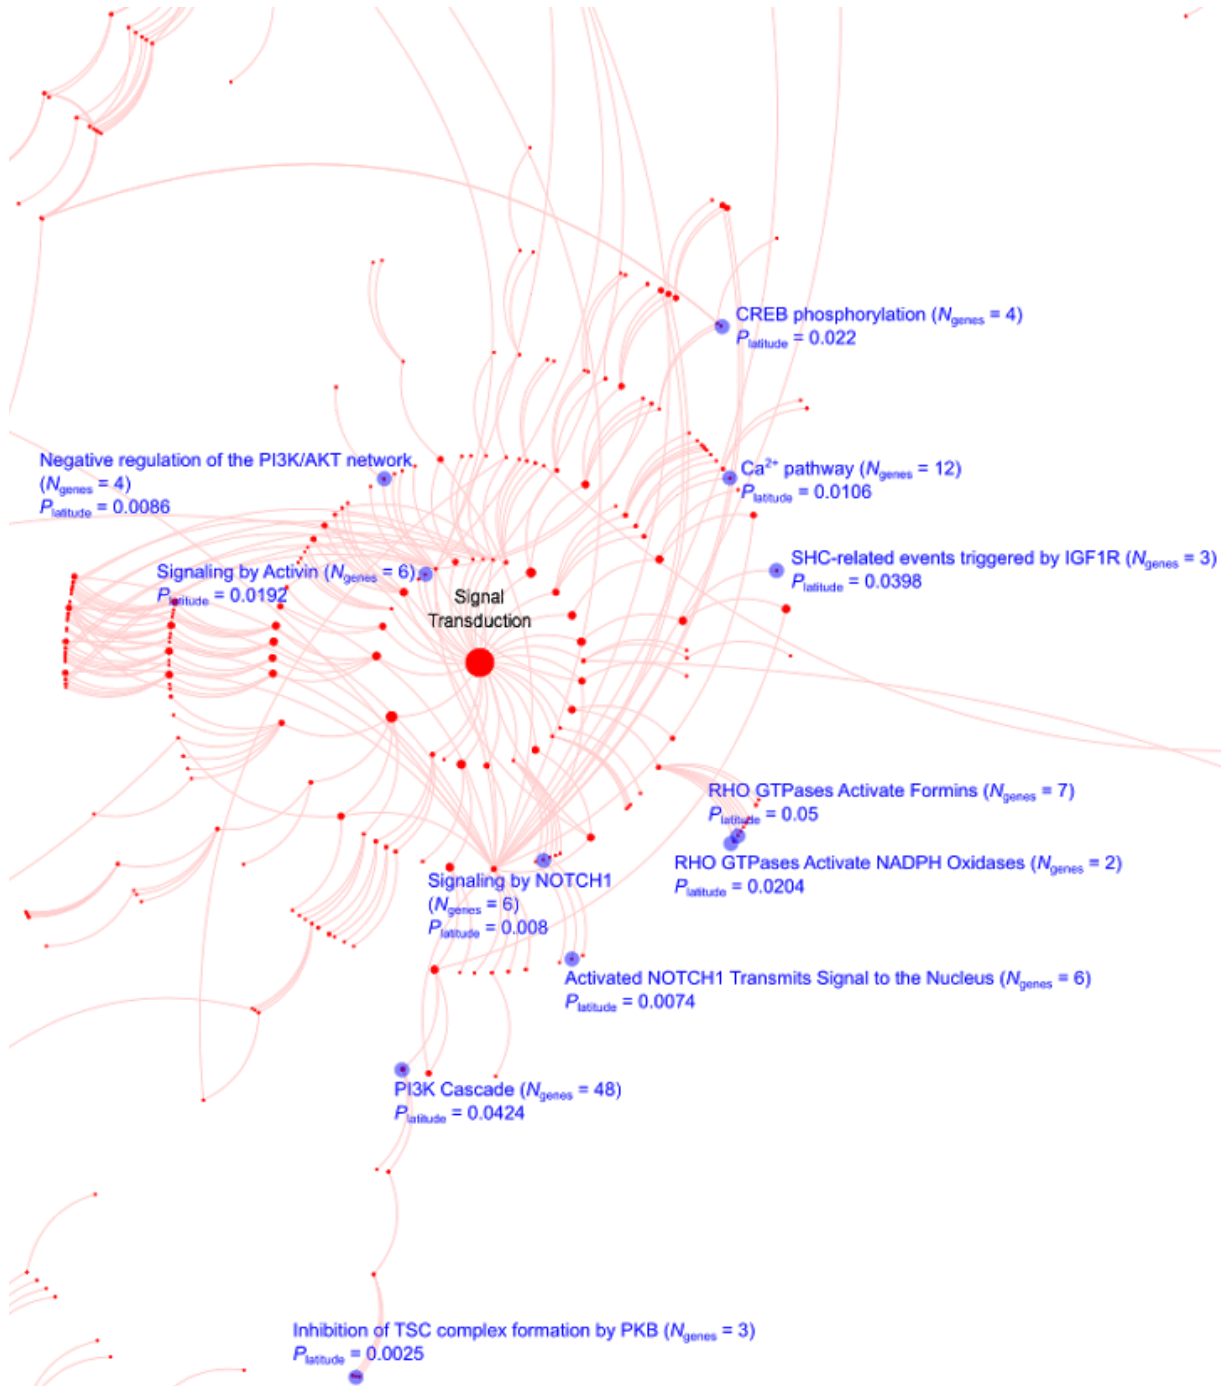 CREB phosphorylation (Ngenes = 4)
Platitude = 0.022
Negative regulation of the PI3K/AKT network
(Ngenes = 4)
Platitude = 0.0086
Ca²⁺ pathway (Ngenes = 12)
Platitude = 0.0106
SHC-related events triggered by IGF1R (Ngenes = 3)
Platitude = 0.0398
Signaling by Activin (Ngenes = 6)
Platitude = 0.0192
Signal
Transduction
RHO GTPases Activate Formins (Ngenes = 7)
Platitude = 0.05
RHO GTPases Activate NADPH Oxidases (Ngenes = 2)
Platitude = 0.0204
Signaling by NOTCH1
(Ngenes = 6)
Platitude = 0.008
Activated NOTCH1 Transmits Signal to the Nucleus (Ngenes = 6)
Platitude = 0.0074
PI3K Cascade (Ngenes = 48)
Platitude = 0.0424
Inhibition of TSC complex formation by PKB (Ngenes = 3)
Platitude = 0.0025